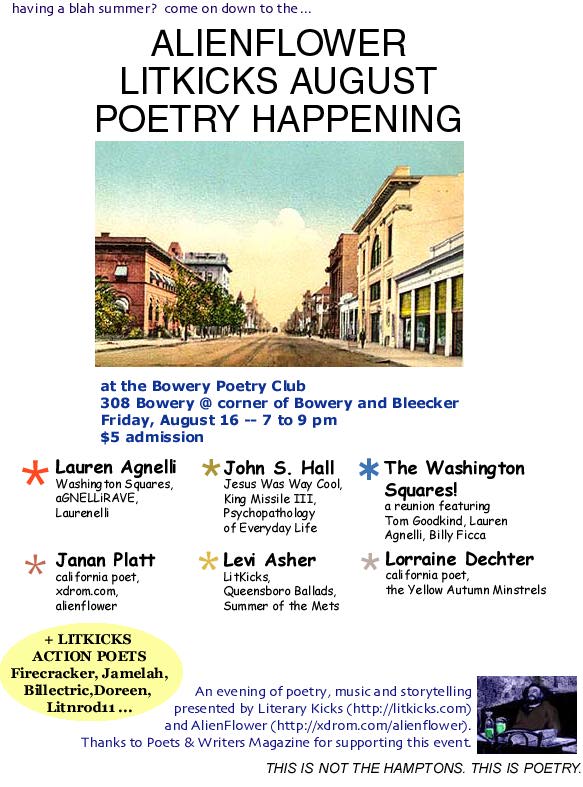 having a blah summer? come on down to the...
ALIENFLOWER
LITKICKS AUGUST
POETRY HAPPENING
at the Bowery Poetry Club
308 Bowery @ corner of Bowery and Bleecker
Friday, August 16 -- 7 to 9 pm
$5 admission
* Lauren Agnelli
Washington Squares,
aGNELLiRAVE,
Laurenelli
* John S. Hall
Jesus Was Way Cool,
King Missile III,
Psychopathology
of Everyday Life
* The Washington
Squares!
a reunion featuring
Tom Goodkind, Lauren
Agnelli, Billy Ficca
* Janan Platt
california poet,
xdrom.com,
alienflower
* Levi Asher
LitKicks,
Queensboro Ballads,
Summer of the Mets
* Lorraine Dechter
california poet,
the Yellow Autumn Minstrels
+ LITKICKS
ACTION POETS
Firecracker, Jamelah,
Billectric,Doreen,
Litnrod11 ...
An evening of poetry, music and storytelling
presented by Literary Kicks (http://litkicks.com)
and AlienFlower (http://xdrom.com/alienflower).
Thanks to Poets & Writers Magazine for supporting this event.
THIS IS NOT THE HAMPTONS. THIS IS POETRY.